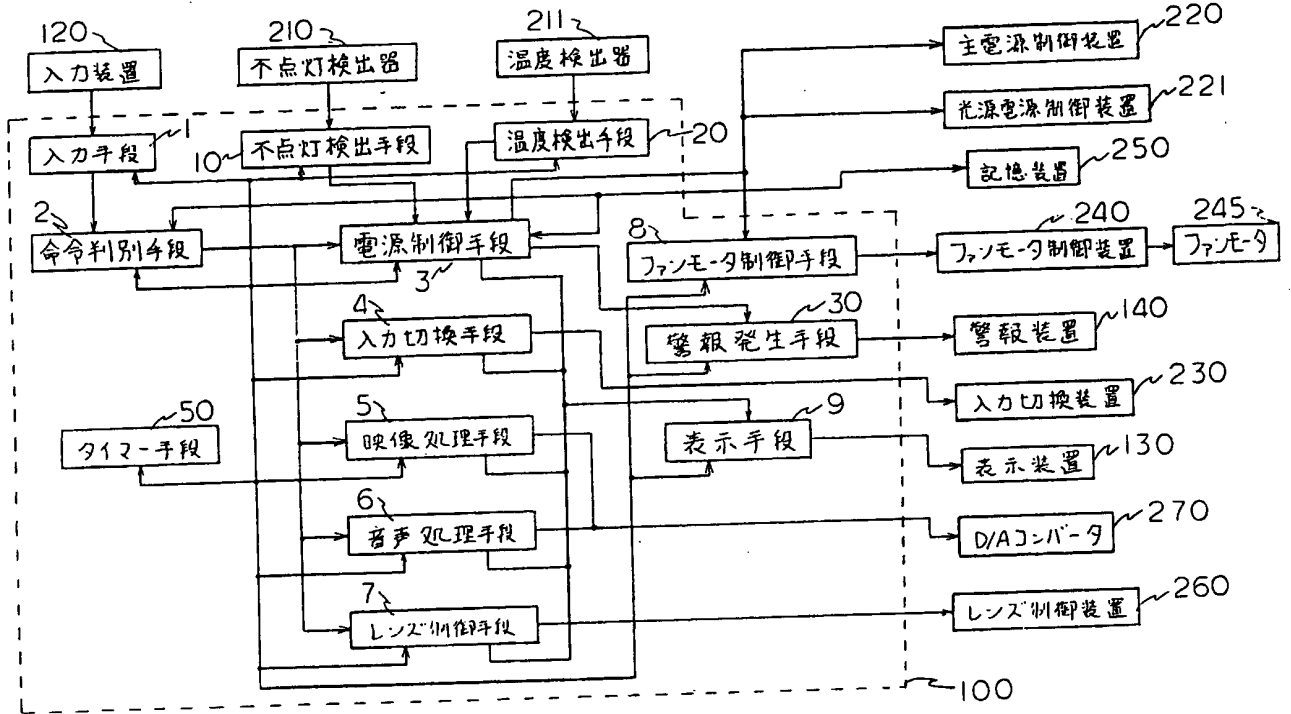 120
入力装置
210
不点灯検出器
211
温度検出器
220
主電源制御装置
221
光源電源制御装置
1
入力手段
10
不点灯検出手段
20
温度検出手段
250
記憶装置
2
命令判別手段
3
電源制御手段
8
ファンモータ制御手段
240
ファンモータ制御装置
245
ファンモータ
4
入力切換手段
30
警報発生手段
140
警報装置
230
入力切換装置
50
タイマー手段
5
映像処理手段
9
表示手段
130
表示装置
6
音声処理手段
270
D/Aコンバータ
7
レンズ制御手段
260
レンズ制御装置
100